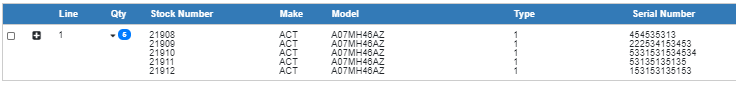 Line Qty Stock Number Make Model Type Serial Number
1 5 21908 ACT A07MH46AZ 1 454535313
21909 ACT A07MH46AZ 1 222534153453
21910 ACT A07MH46AZ 1 5331531534534
21911 ACT A07MH46AZ 1 53135135135
21912 ACT A07MH46AZ 1 153153135153